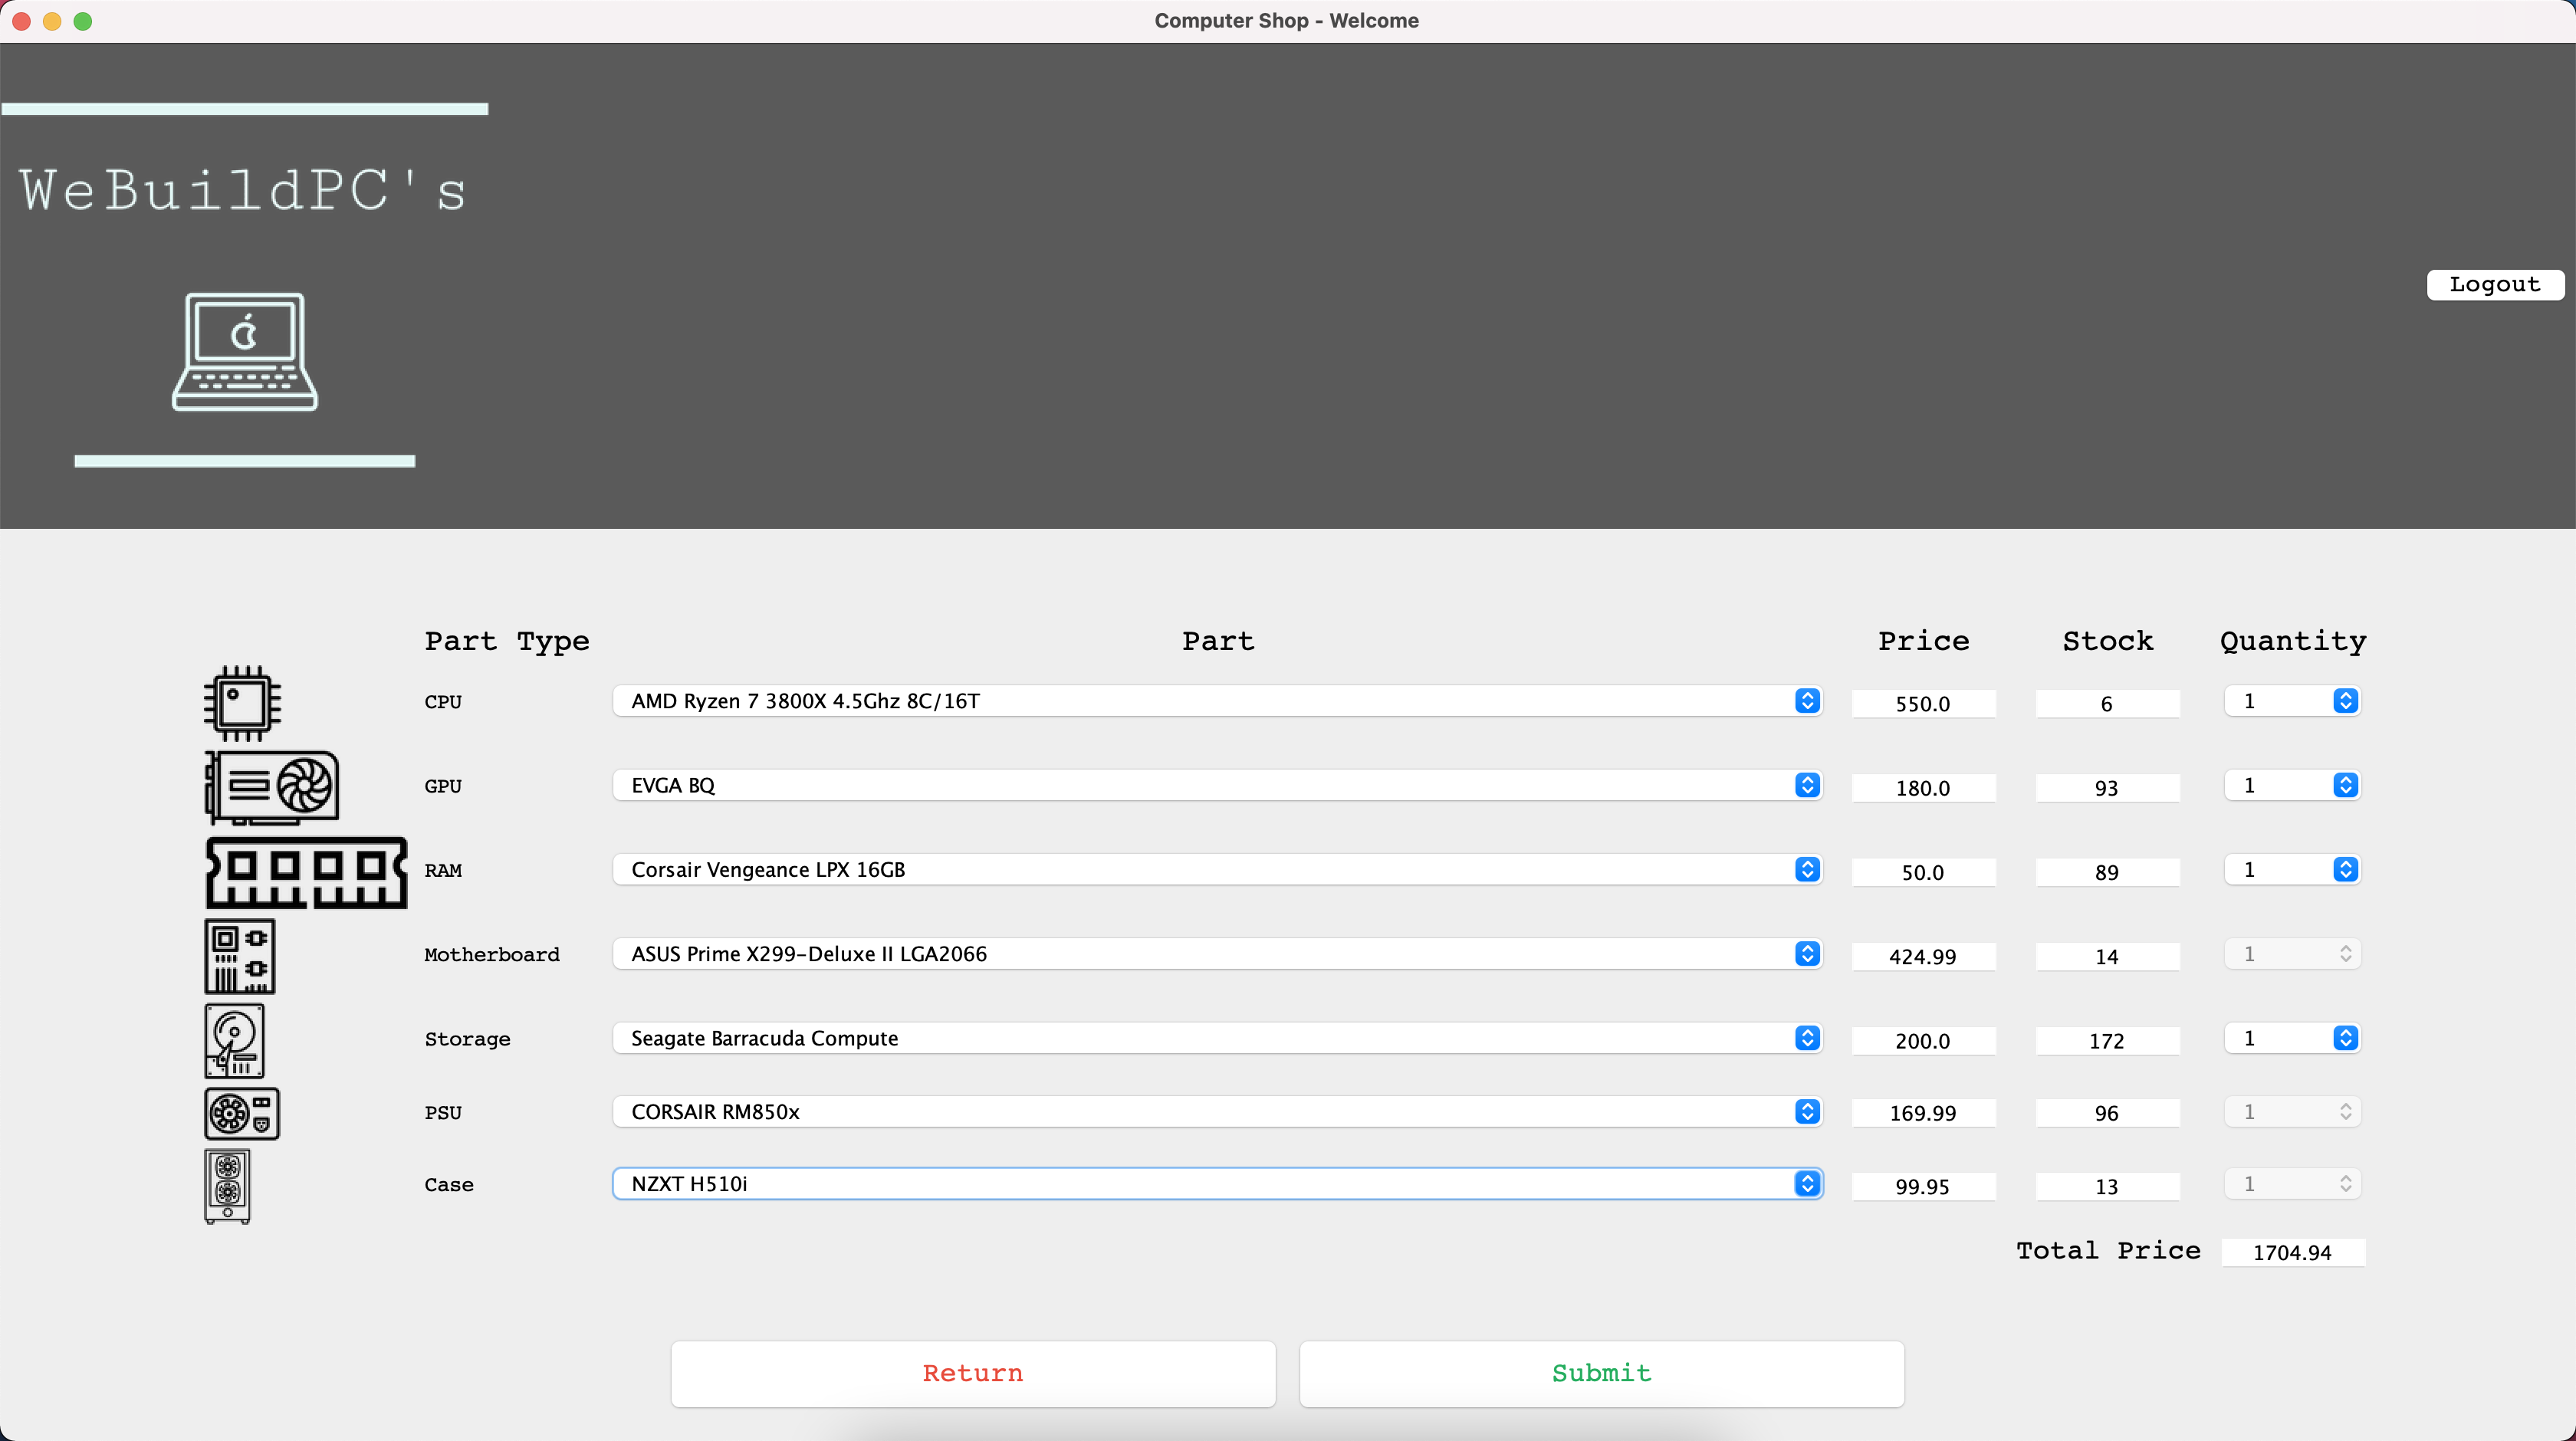 Computer Shop - Welcome
WeBuildPC's
Logout
Part Type Part Price Stock Quantity
CPU AMD Ryzen 7 3800X 4.5Ghz 8C/16T 550.0 6 1
GPU EVGA BQ 180.0 93 1
RAM Corsair Vengeance LPX 16GB 50.0 89 1
Motherboard ASUS Prime X299-Deluxe II LGA2066 424.99 14 1
Storage Seagate Barracuda Compute 200.0 172 1
PSU CORSAIR RM850x 169.99 96 1
Case NZXT H510i 99.95 13 1
Total Price 1704.94
Return Submit